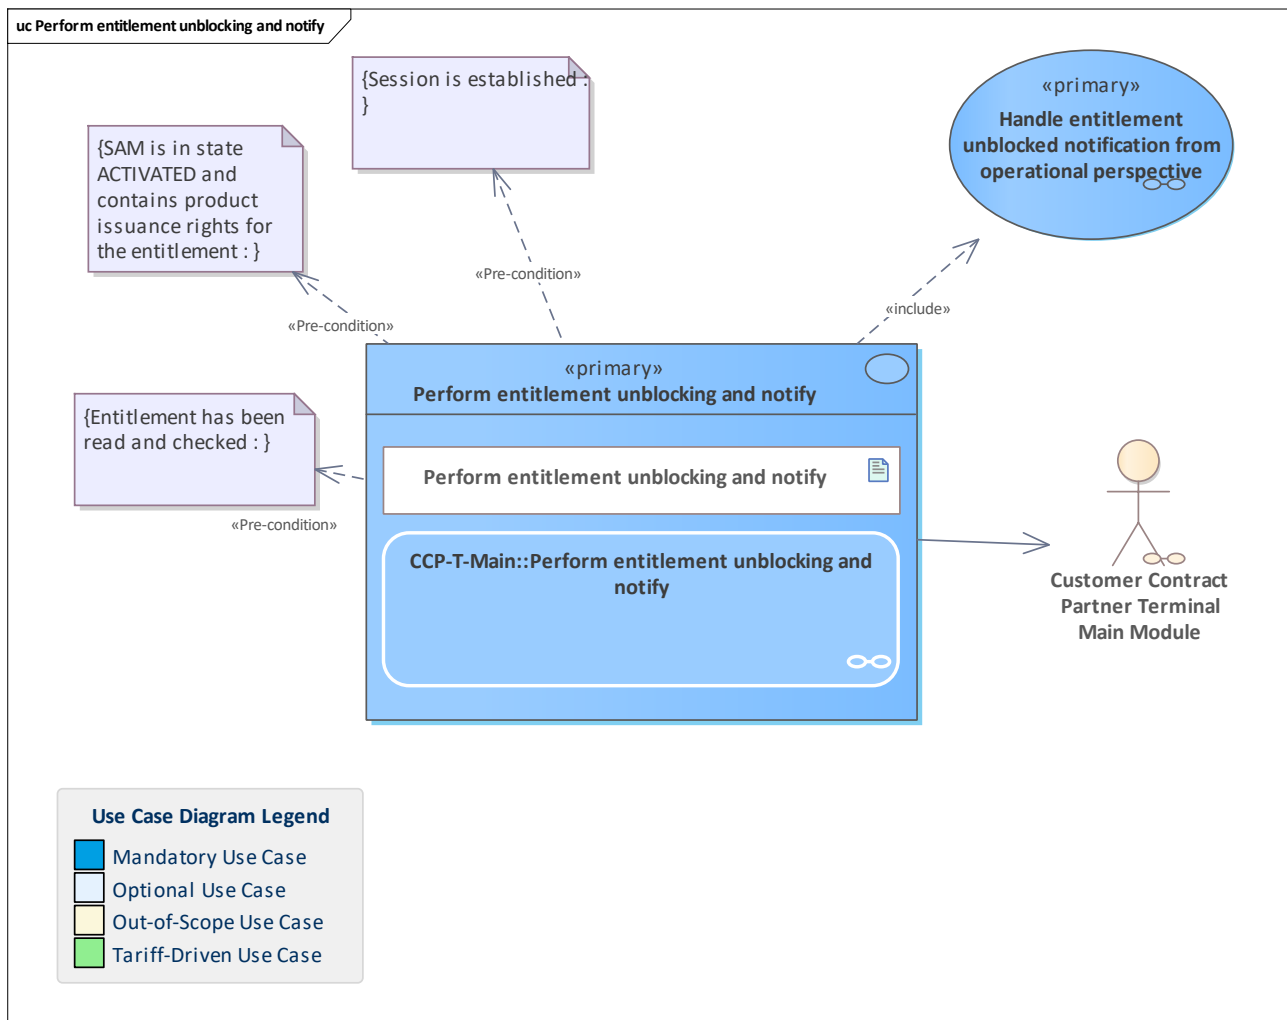 uc Perform entitlement unblocking and notify
{Session is established :
}
«primary»
Handle entitlement
unblocked notification from
operational perspective
{SAM is in state
ACTIVATED and
contains product
issuance rights for
the entitlement : }
«Pre-condition»
«include»
«Pre-condition»
«primary»
Perform entitlement unblocking and notify
{Entitlement has been
read and checked : }
«Pre-condition»
Perform entitlement unblocking and notify
CCP-T-Main::Perform entitlement unblocking and
notify
Customer Contract
Partner Terminal
Main Module
Use Case Diagram Legend
Mandatory Use Case
Optional Use Case
Out-of-Scope Use Case
Tariff-Driven Use Case